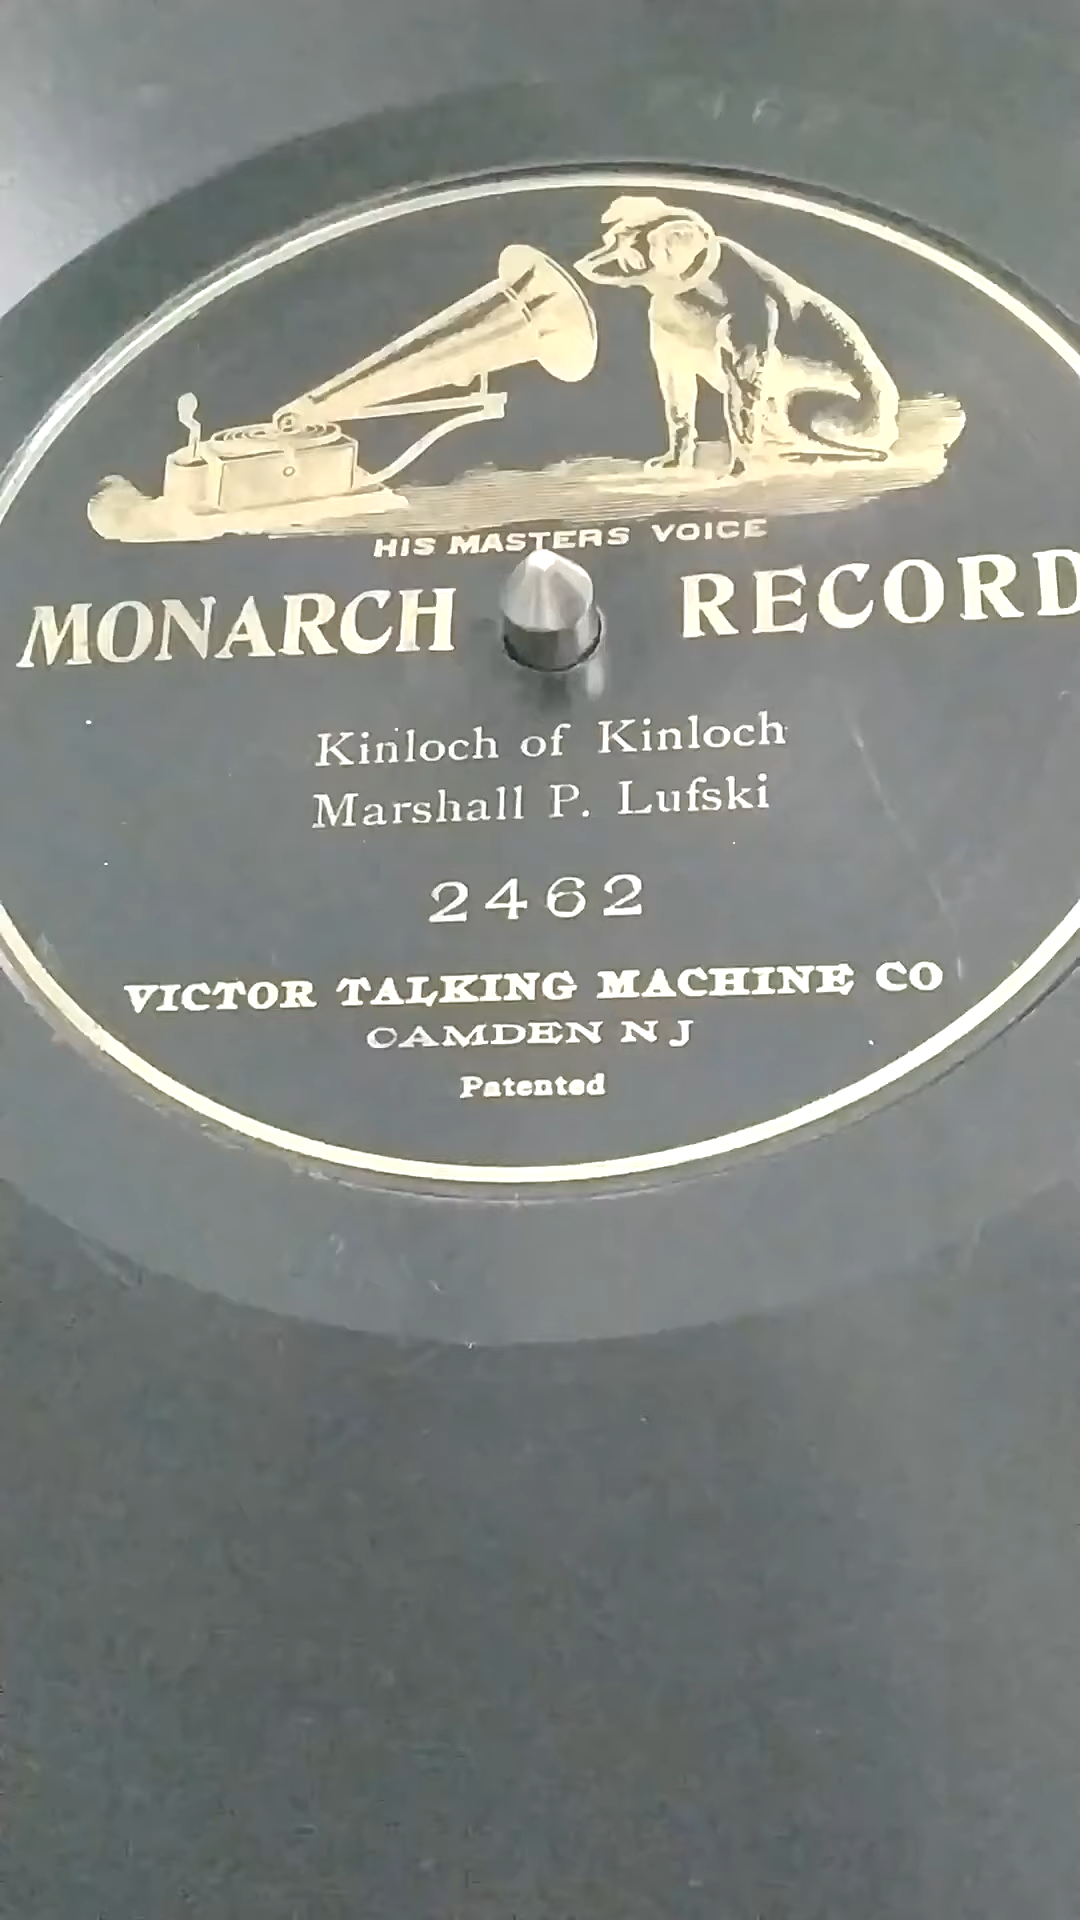 HIS MASTERS VOICE
MONARCH RECORD
Kinloch of Kinloch
Marshall P. Lufski
2462
VICTOR TALKING MACHINE CO
CAMDEN N J
Patented